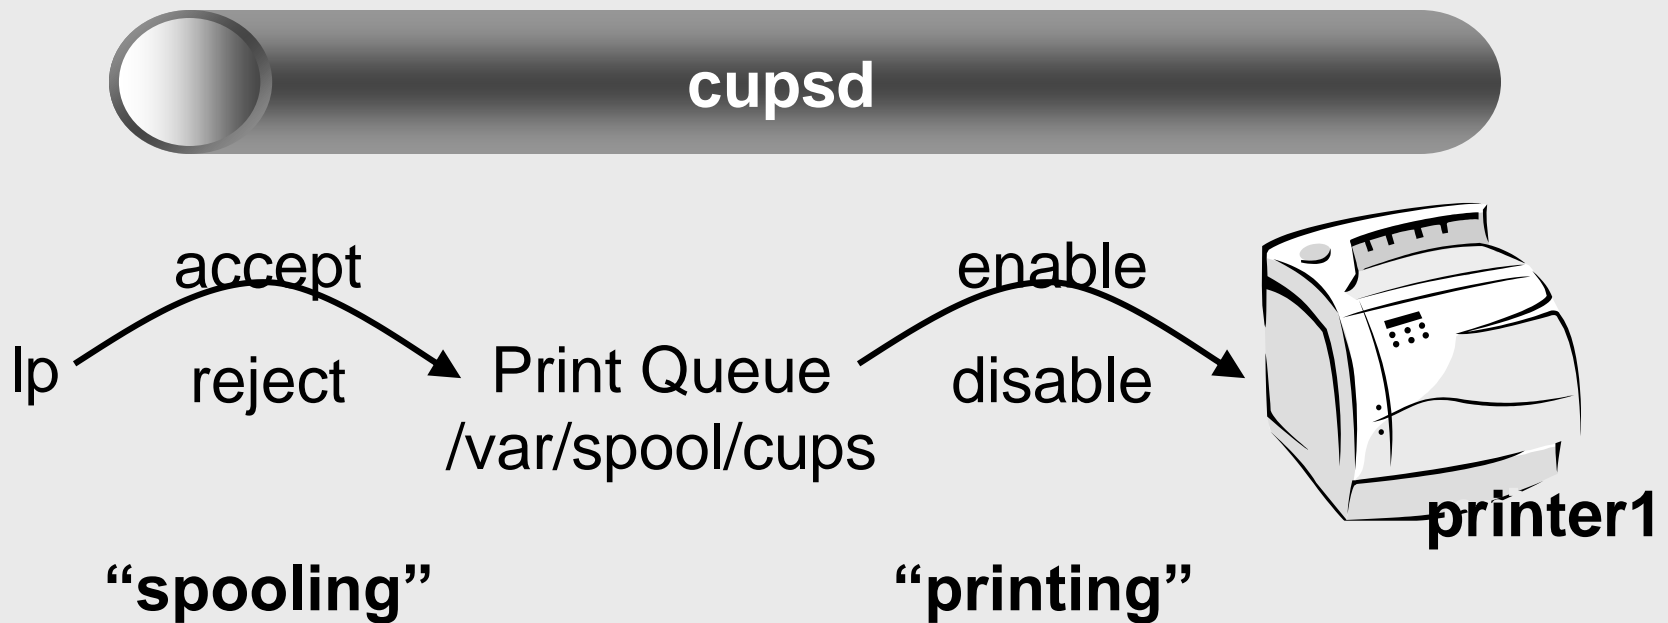 cupsd
accept
reject
lp
Print Queue
/var/spool/cups
enable
disable
printer1
“spooling”
“printing”